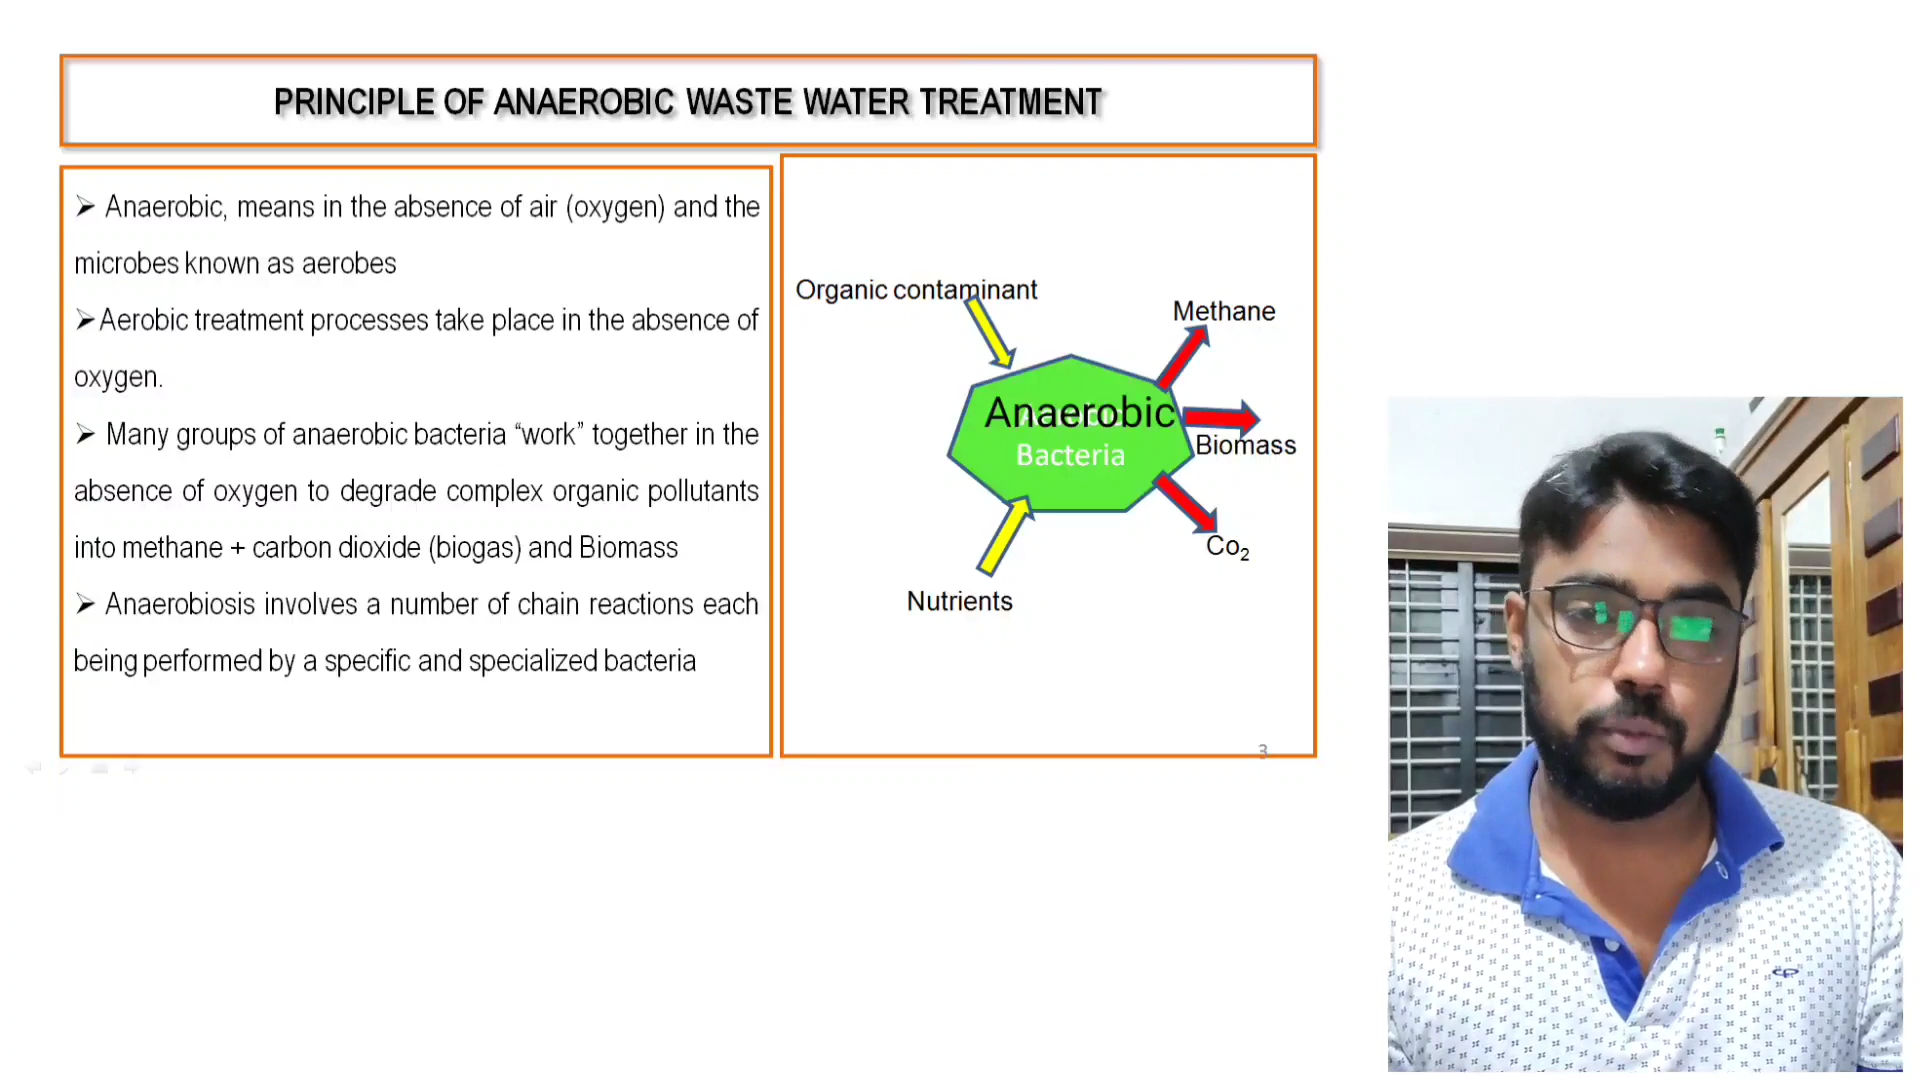 PRINCIPLE OF ANAEROBIC WASTE WATER TREATMENT
➢ Anaerobic, means in the absence of air (oxygen) and the
microbes known as aerobes
➢Aerobic treatment processes take place in the absence of
oxygen.
➢ Many groups of anaerobic bacteria “work” together in the
absence of oxygen to degrade complex organic pollutants
into methane + carbon dioxide (biogas) and Biomass
➢ Anaerobiosis involves a number of chain reactions each
being performed by a specific and specialized bacteria
Organic contaminant
Methane
Anaerobic
Bacteria
Biomass
Co₂
Nutrients
3